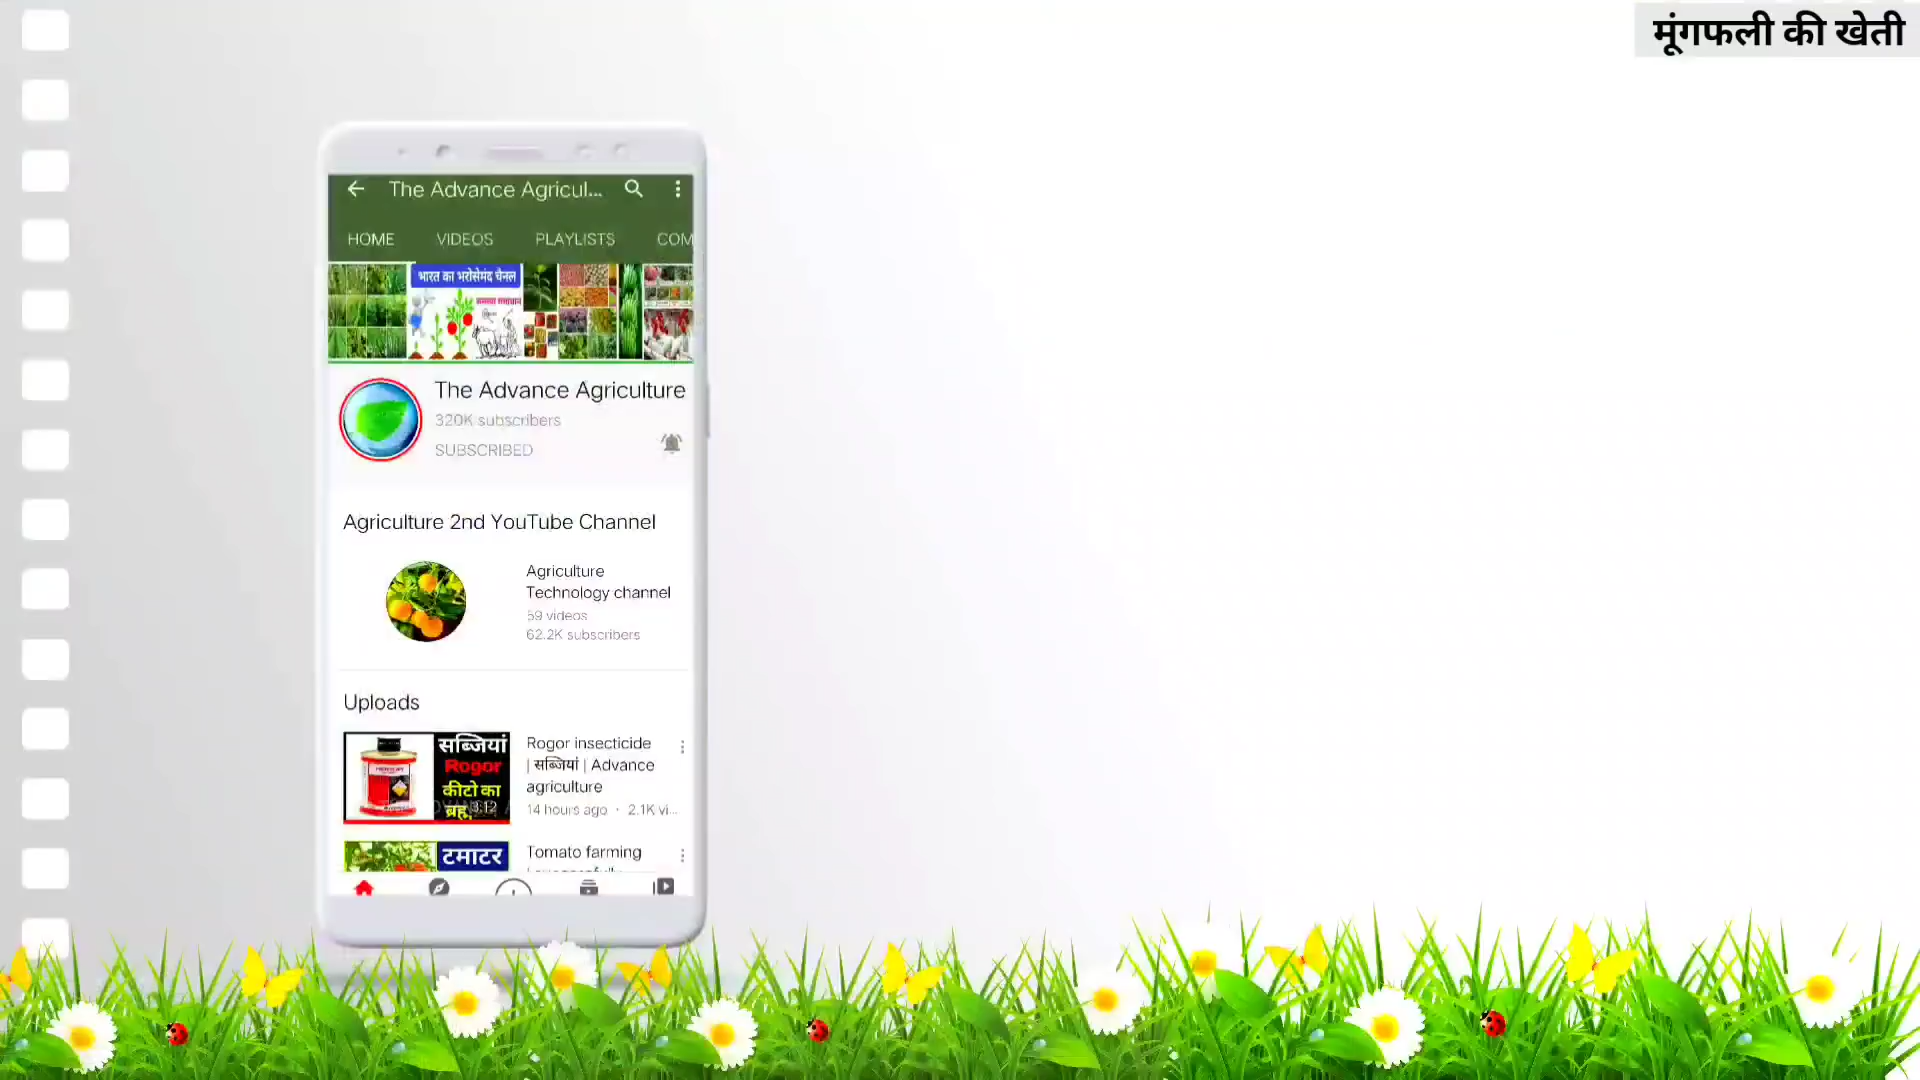 मूंगफली की खेती
The Advance Agricul...
HOME VIDEOS PLAYLISTS COM
भारत का भरोसेमंद चैनल
समाधान
The Advance Agriculture
320K subscribers
SUBSCRIBED
Agriculture 2nd YouTube Channel
Agriculture
Technology channel
59 videos
62.2K subscribers
Uploads
सब्जियां
Rogor
कीटो का
ब्रह्म
3:12
Rogor insecticide
| सब्जियां | Advance
agriculture
14 hours ago · 2.1K vi...
टमाटर
Tomato farming